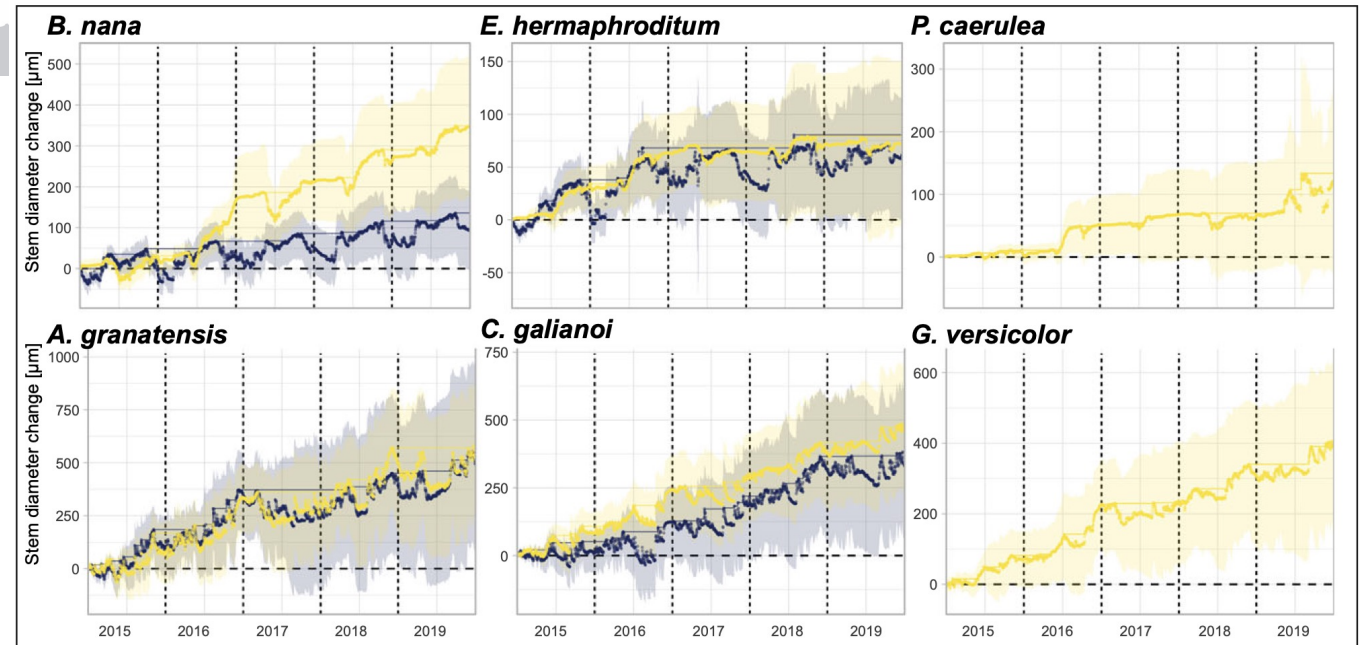 B. nana
E. hermaphroditum
P. caerulea
Stem diameter change [µm]
500
400
300
200
100
0
150
100
50
0
-50
300
200
100
0
A. granatensis
C. galianoi
G. versicolor
Stem diameter change [µm]
1000
750
500
250
0
750
500
250
0
600
400
200
0
2015 2016 2017 2018 2019
2015 2016 2017 2018 2019
2015 2016 2017 2018 2019